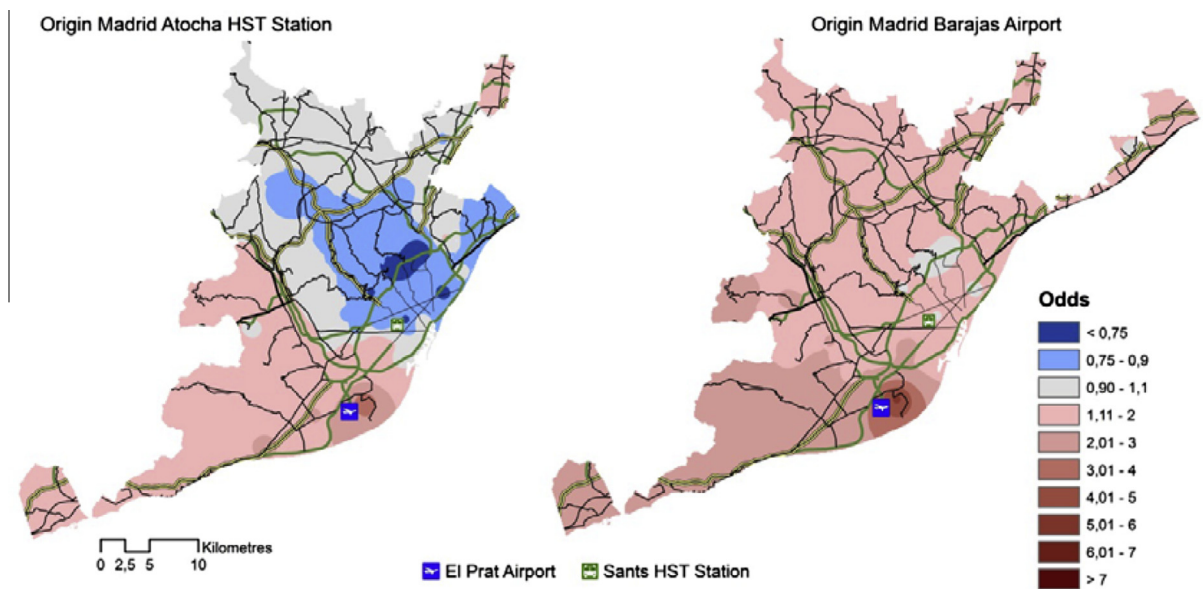 Origin Madrid Atocha HST Station
Origin Madrid Barajas Airport
Odds
< 0,75
0,75 - 0,9
0,90 - 1,1
1,11 - 2
2,01 - 3
3,01 - 4
4,01 - 5
5,01 - 6
6,01 - 7
> 7
Kilometres
0 2,5 5 10
El Prat Airport
Sants HST Station